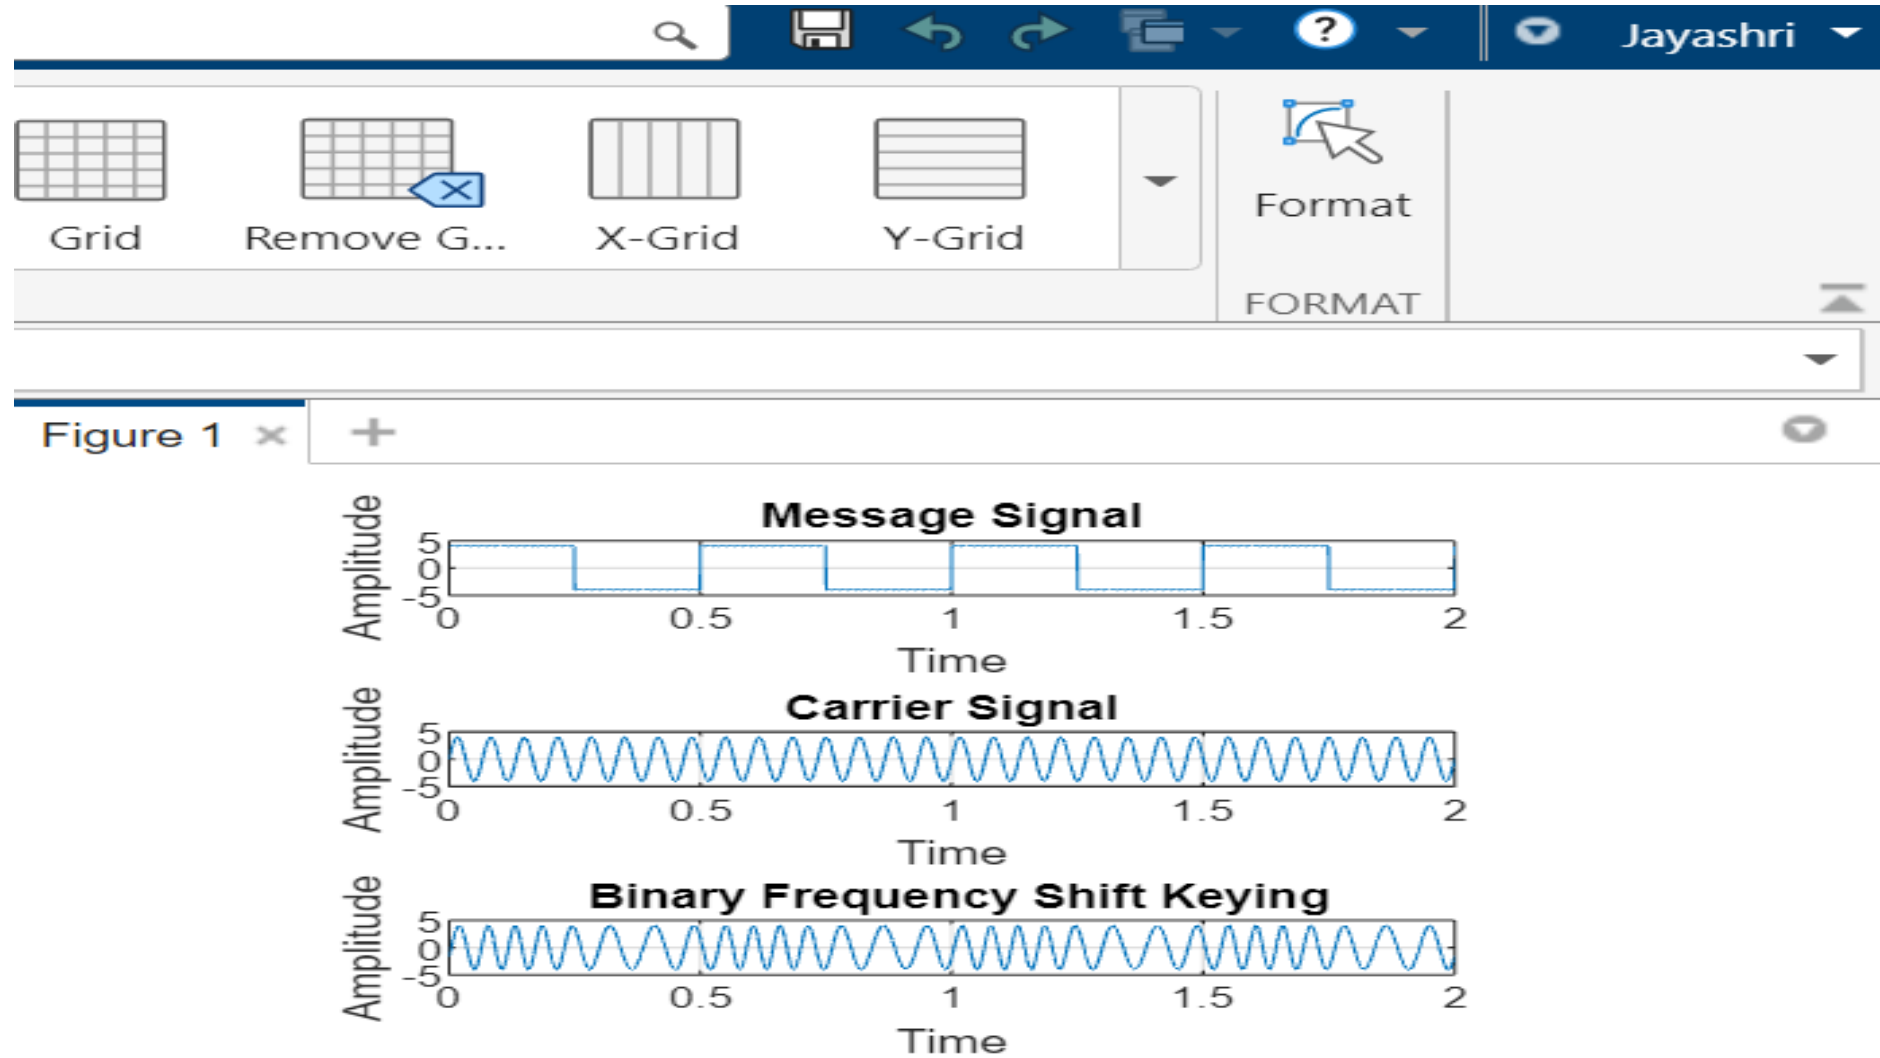 Jayashri
Grid
Remove G...
X-Grid
Y-Grid
Format
FORMAT
Figure 1
Message Signal
Amplitude
5
0
-5
0 0.5 1 1.5 2
Time
Carrier Signal
Amplitude
5
0
-5
0 0.5 1 1.5 2
Time
Binary Frequency Shift Keying
Amplitude
5
0
-5
0 0.5 1 1.5 2
Time